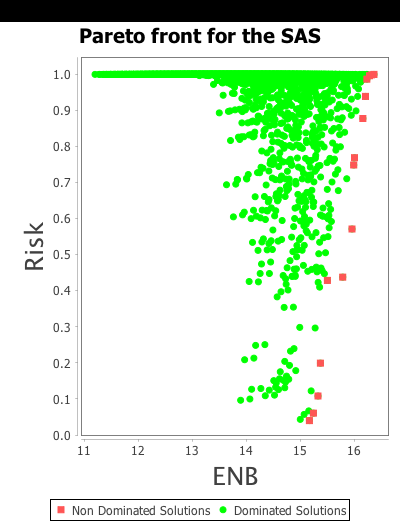 Pareto front for the SAS
1.0
0.9
0.8
0.7
0.6
0.5
0.4
0.3
0.2
0.1
0.0
Risk
11 12 13 14 15 16
ENB
Non Dominated Solutions Dominated Solutions